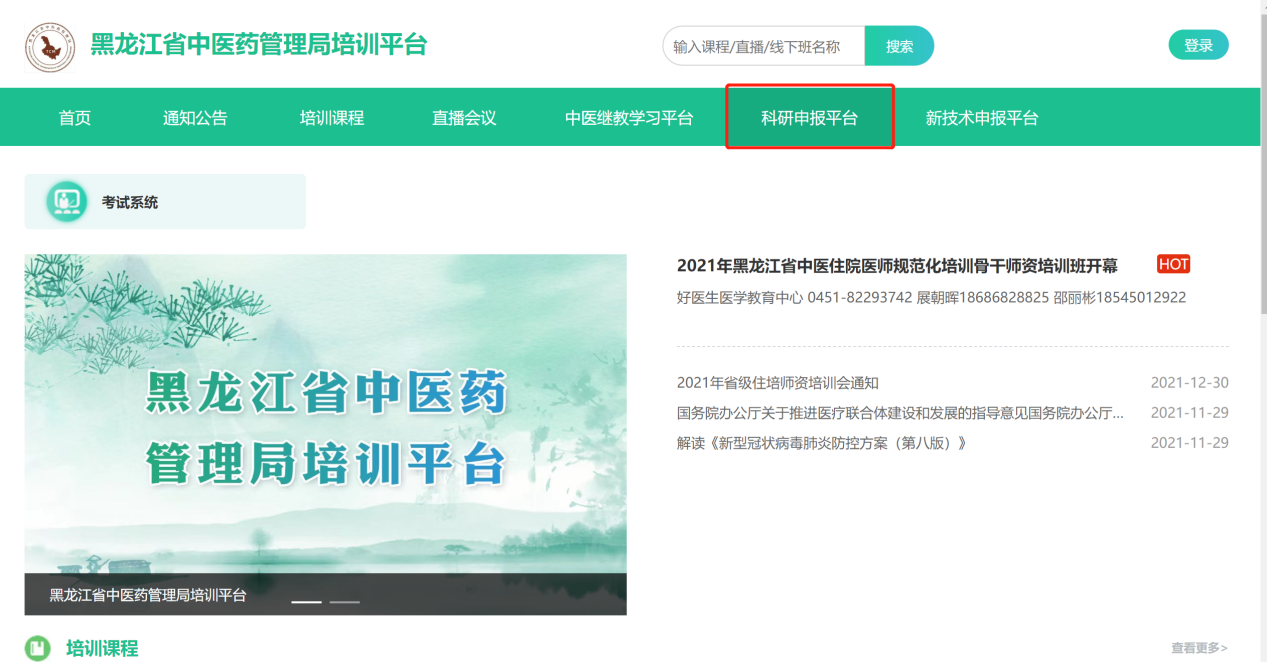 黑龙江省中医药管理局培训平台
输入课程/直播/线下班名称
搜索
登录
首页
通知公告
培训课程
直播会议
中医继教学习平台
科研申报平台
新技术申报平台
考试系统
黑龙江省中医药
管理局培训平台
黑龙江省中医药管理局培训平台
2021年黑龙江省中医住院医师规范化培训骨干师资培训班开幕
HOT
好医生医学教育中心 0451-82293742 展朝晖18686828825 邵丽彬18545012922
2021年省级住培师资培训会通知 2021-12-30
国务院办公厅关于推进医疗联合体建设和发展的指导意见国务院办公厅... 2021-11-29
解读《新型冠状病毒肺炎防控方案（第八版）》 2021-11-29
培训课程
查看更多>